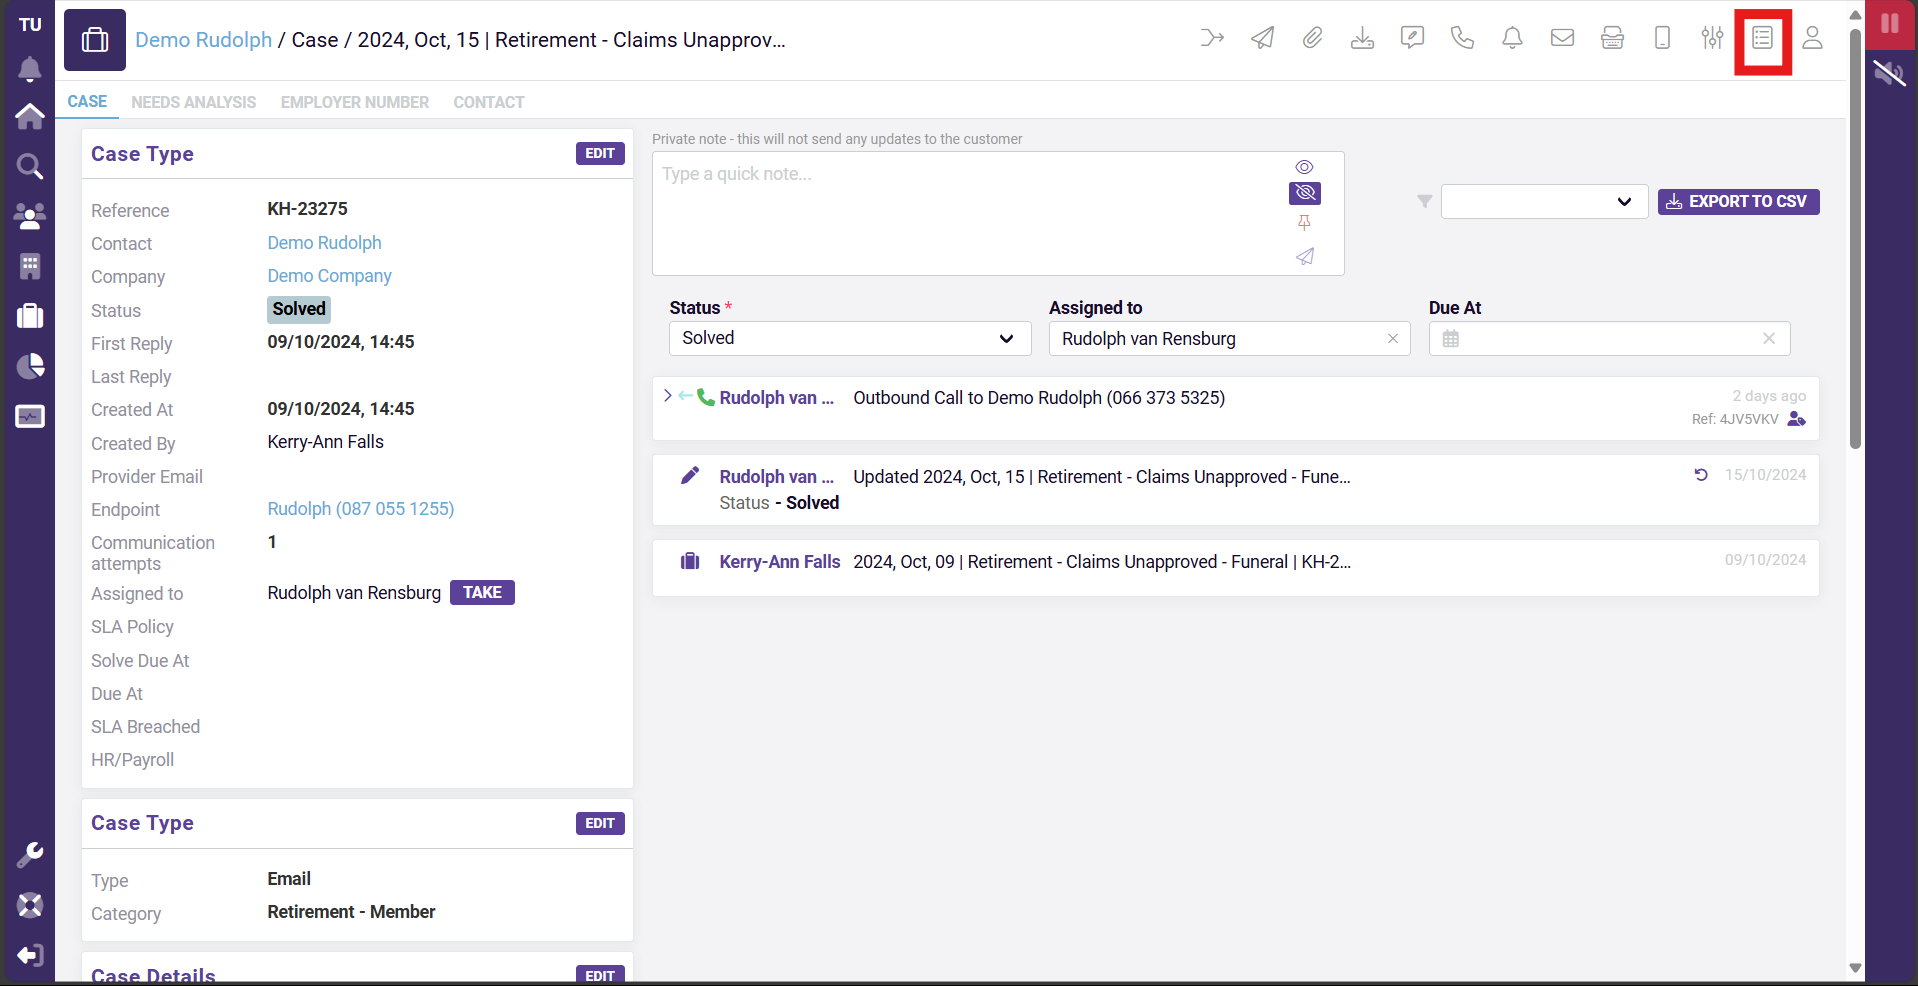 TU
Demo Rudolph / Case / 2024, Oct, 15 | Retirement - Claims Unapprov...
CASE
NEEDS ANALYSIS
EMPLOYER NUMBER
CONTACT
Case Type
EDIT
Reference
KH-23275
Contact
Demo Rudolph
Company
Demo Company
Status
Solved
First Reply
09/10/2024, 14:45
Last Reply
Created At
09/10/2024, 14:45
Created By
Kerry-Ann Falls
Provider Email
Endpoint
Rudolph (087 055 1255)
Communication
attempts
1
Assigned to
Rudolph van Rensburg
TAKE
SLA Policy
Solve Due At
Due At
SLA Breached
HR/Payroll
Case Type
EDIT
Type
Email
Category
Retirement - Member
Case Details
EDIT
Private note - this will not send any updates to the customer
Type a quick note...
EXPORT TO CSV
Status *
Solved
Assigned to
Rudolph van Rensburg
Due At
Rudolph van ...
Outbound Call to Demo Rudolph (066 373 5325)
2 days ago
Ref: 4JV5VKV
Rudolph van ...
Updated 2024, Oct, 15 | Retirement - Claims Unapproved - Fune...
15/10/2024
Status - Solved
Kerry-Ann Falls
2024, Oct, 09 | Retirement - Claims Unapproved - Funeral | KH-2...
09/10/2024